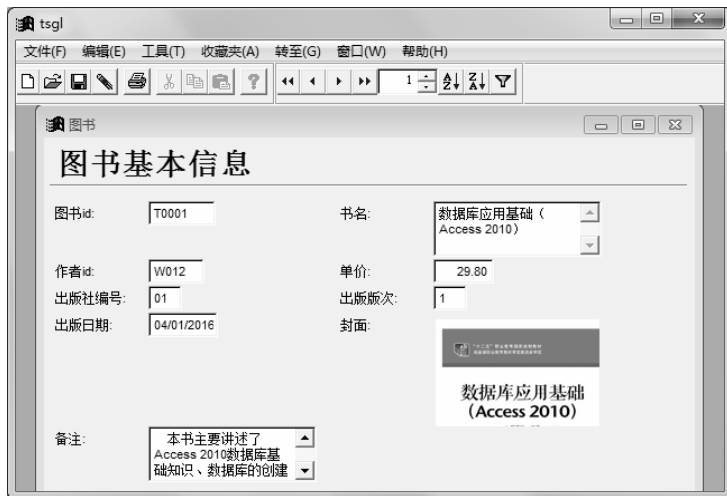 tsgl
文件(F) 编辑(E) 工具(T) 收藏夹(A) 转至(G) 窗口(W) 帮助(H)
1
图书
图书基本信息
图书id: T0001 书名: 数据库应用基础（
Access 2010）
作者id: W012 单价: 29.80
出版社编号: 01 出版版次: 1
出版日期: 04/01/2016 封面:
数据库应用基础
（Access 2010）
备注: 本书主要讲述了
Access 2010数据库基
础知识、数据库的创建